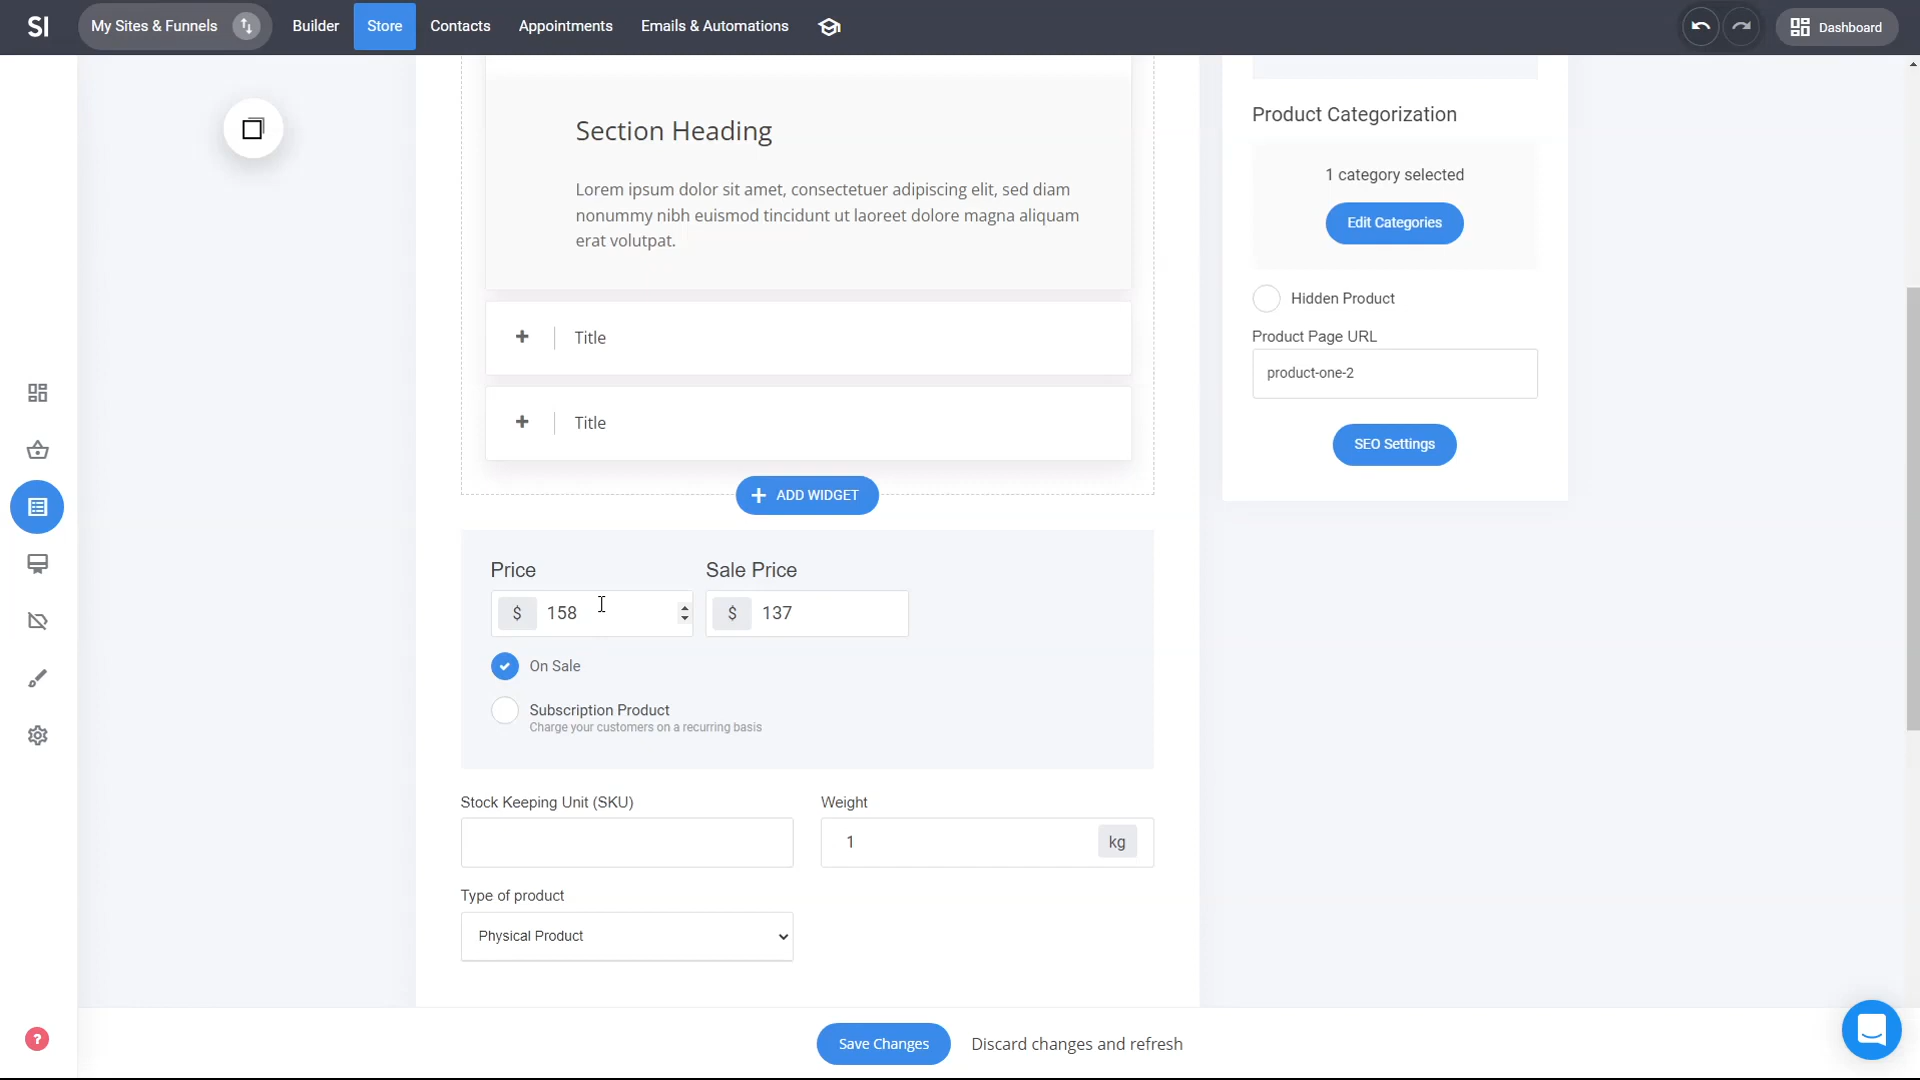 SI
My Sites & Funnels
Builder
Store
Contacts
Appointments
Emails & Automations
Dashboard
Section Heading
Lorem ipsum dolor sit amet, consectetuer adipiscing elit, sed diam
nonummy nibh euismod tincidunt ut laoreet dolore magna aliquam
erat volutpat.
+ Title
+ Title
+ ADD WIDGET
Price
Sale Price
$ 158
$ 137
On Sale
Subscription Product
Charge your customers on a recurring basis
Stock Keeping Unit (SKU)
Weight
1 kg
Type of product
Physical Product
Product Categorization
1 category selected
Edit Categories
Hidden Product
Product Page URL
product-one-2
SEO Settings
?
Save Changes
Discard changes and refresh